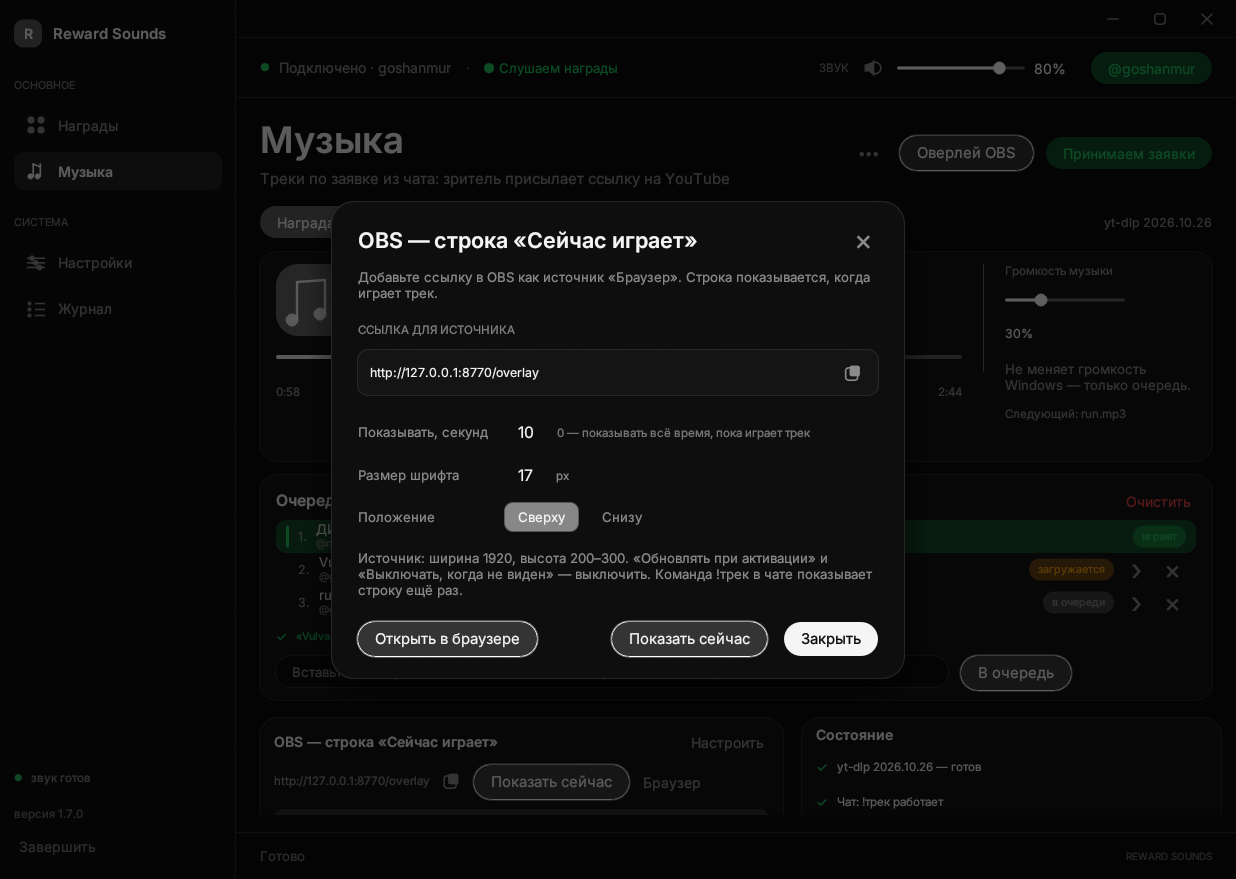 R Reward Sounds
ОСНОВНОЕ
Награды
Музыка
СИСТЕМА
Настройки
Журнал
звук готов
версия 1.7.0
Завершить
Подключено · goshanmur · Слушаем награды
ЗВУК 80% @goshanmur
Музыка
Треки по заявке из чата: зритель присылает ссылку на YouTube
Оверлей OBS
Принимаем заявки
yt-dlp 2026.10.26
OBS — строка «Сейчас играет»
Добавьте ссылку в OBS как источник «Браузер». Строка показывается, когда
играет трек.
ССЫЛКА ДЛЯ ИСТОЧНИКА
http://127.0.0.1:8770/overlay
Показывать, секунд 10 0 — показывать всё время, пока играет трек
Размер шрифта 17 px
Положение Сверху Снизу
Источник: ширина 1920, высота 200–300. «Обновлять при активации» и
«Выключать, когда не виден» — выключить. Команда !трек в чате показывает
строку ещё раз.
Открыть в браузере Показать сейчас Закрыть
0:58 2:44
Громкость музыки
30%
Не меняет громкость
Windows — только очередь.
Следующий: run.mp3
Очистить
1. играет
2. загружается
3. в очереди
В очередь
OBS — строка «Сейчас играет» Настроить
http://127.0.0.1:8770/overlay Показать сейчас Браузер
Состояние
yt-dlp 2026.10.26 — готов
Чат: !трек работает
Готово
REWARD SOUNDS